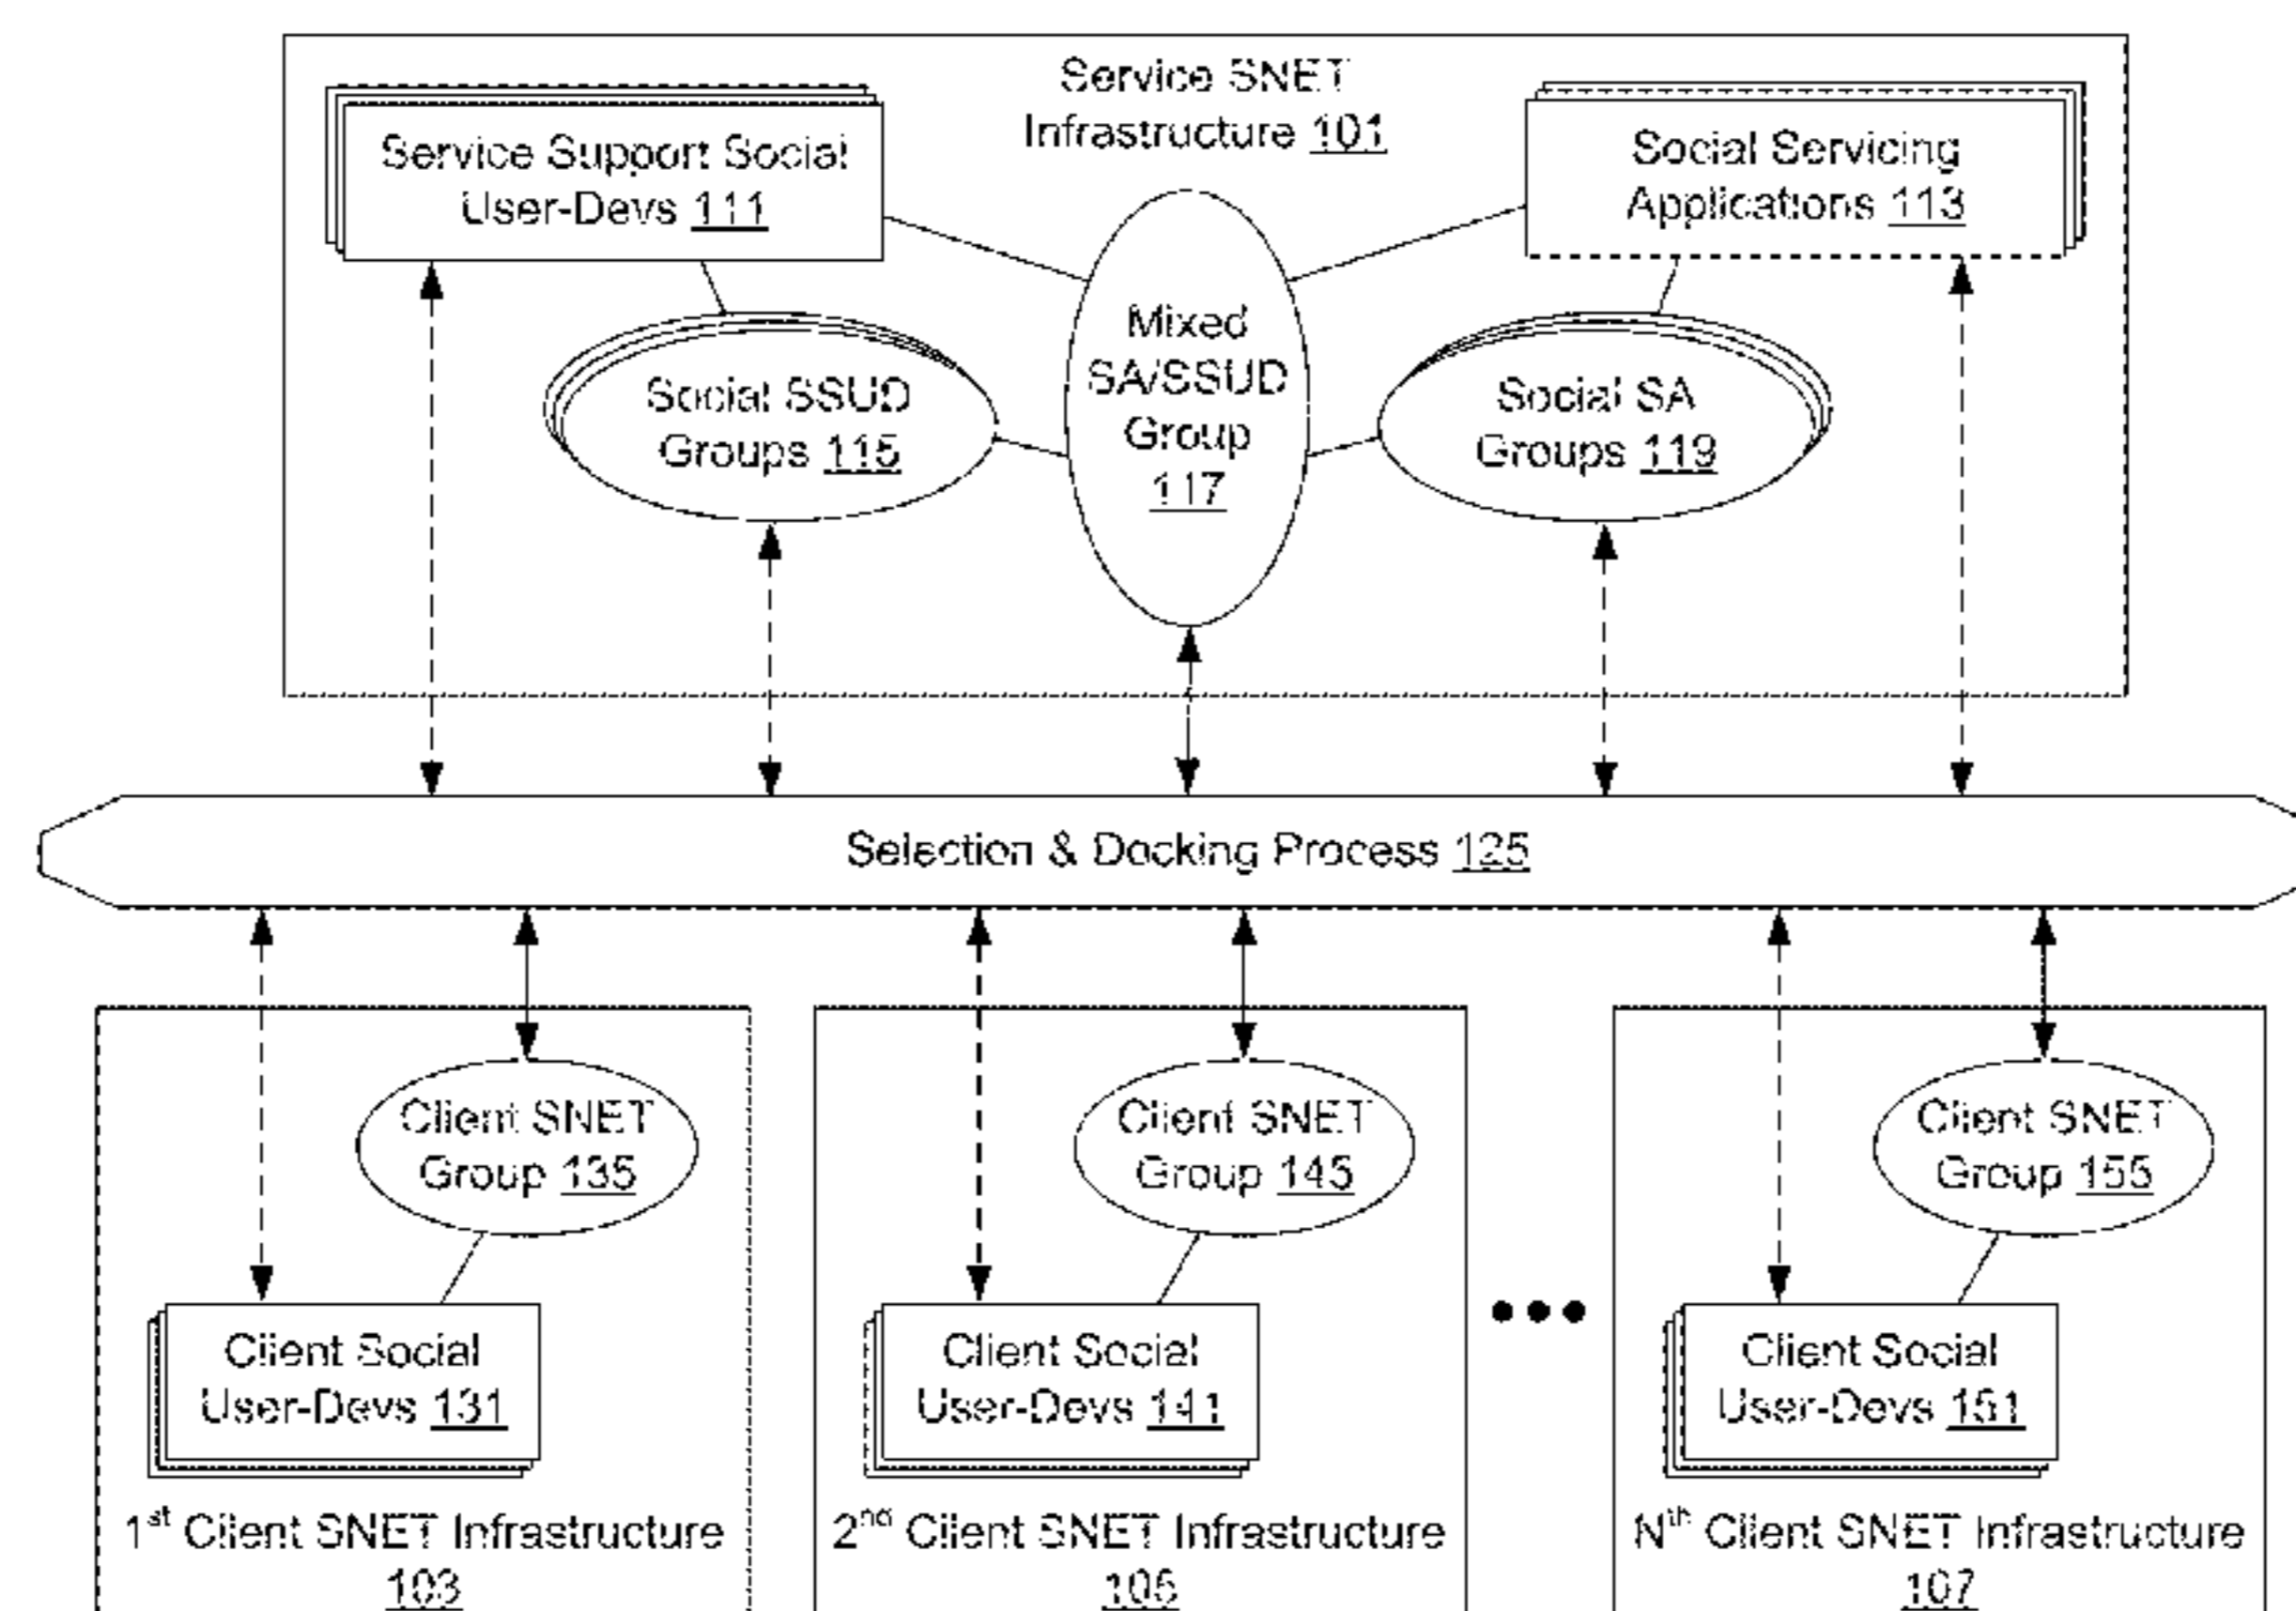 Service SNET
Infrastructure 101
Service Support Social
User-Devs 111
Social Servicing
Applications 113
Mixed
SA/SSUD
Group
117
Social SSUD
Groups 115
Social SA
Groups 119
Selection & Docking Process 125
Client SNET
Group 135
Client Social
User-Devs 131
1st Client SNET Infrastructure
103
Client SNET
Group 145
Client Social
User-Devs 141
2nd Client SNET Infrastructure
105
Client SNET
Group 155
Client Social
User-Devs 151
Nth Client SNET Infrastructure
107